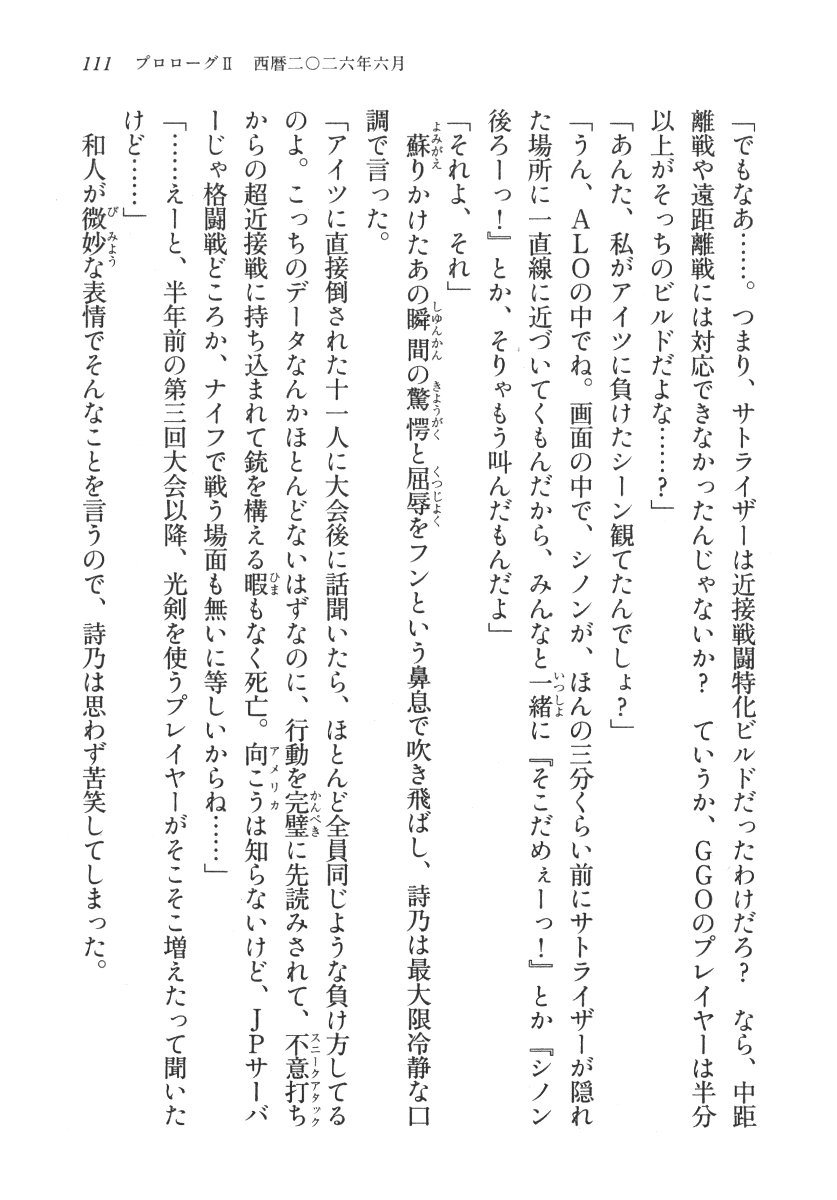 111　プロローグⅡ　西暦二〇二六年六月
「でもなあ……。つまり、サトライザーは近接戦闘特化ビルドだったわけだろ？　なら、中距
離戦や遠距離戦には対応できなかったんじゃないか？　ていうか、ＧＧＯのプレイヤーは半分
以上がそっちのビルドだよな……？」
「あんた、私がアイツに負けたシーン観てたんでしょ？」
「うん、ＡＬＯの中でね。画面の中で、シノンが、ほんの三分くらい前にサトライザーが隠れ
た場所に一直線に近づいてくもんだから、みんなと一緒に『そこだめぇーっ！』とか『シノン
後ろーっ！』とか、そりゃもう叫んだもんだよ」
「それよ、それ」
　蘇りかけたあの瞬間の驚愕と屈辱をフンという鼻息で吹き飛ばし、詩乃は最大限冷静な口
調で言った。
「アイツに直接倒された十一人に大会後に話聞いたら、ほとんど全員同じような負け方してる
のよ。こっちのデータなんかほとんどないはずなのに、行動を完璧に先読みされて、不意打ち
からの超近接戦に持ち込まれて銃を構える暇もなく死亡。向こうは知らないけど、ＪＰサーバ
ーじゃ格闘戦どころか、ナイフで戦う場面も無いに等しいからね……」
「……えーと、半年前の第三回大会以降、光剣を使うプレイヤーがそこそこ増えたって聞いた
けど……」
　和人が微妙な表情でそんなことを言うので、詩乃は思わず苦笑してしまった。